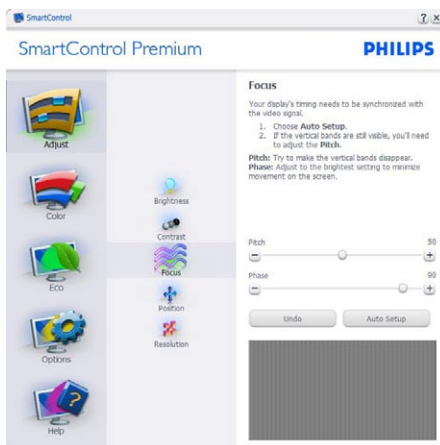 SmartControl
SmartControl Premium
PHILIPS
Adjust
Color
Eco
Options
Help
Brightness
Contrast
Focus
Position
Resolution
Focus
Your display's timing needs to be synchronized with
the video signal.
1. Choose Auto Setup.
2. If the vertical bands are still visible, you'll need
to adjust the Pitch.
Pitch: Try to make the vertical bands disappear.
Phase: Adjust to the brightest setting to minimize
movement on the screen.
Pitch 50
Phase 90
Undo Auto Setup